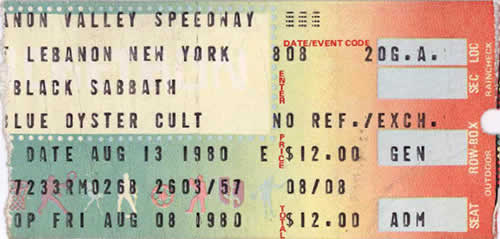 ANON VALLEY SPEEDWAY
DATE/EVENT CODE
T LEBANON NEW YORK 808 20G.A.
BLACK SABBATH
BLUE OYSTER CULT NO REF./EXCH.
DATE AUG 13 1980 E $12.00 GEN
7233RM0268 260%/57 08/08
OP FRI AUG 08 1980 $12.00 ADM
ENTER
PRICE
TOTAL
LOC
SEC
ROW-BOX
SEAT
RAINCHECK
OUTDOOR